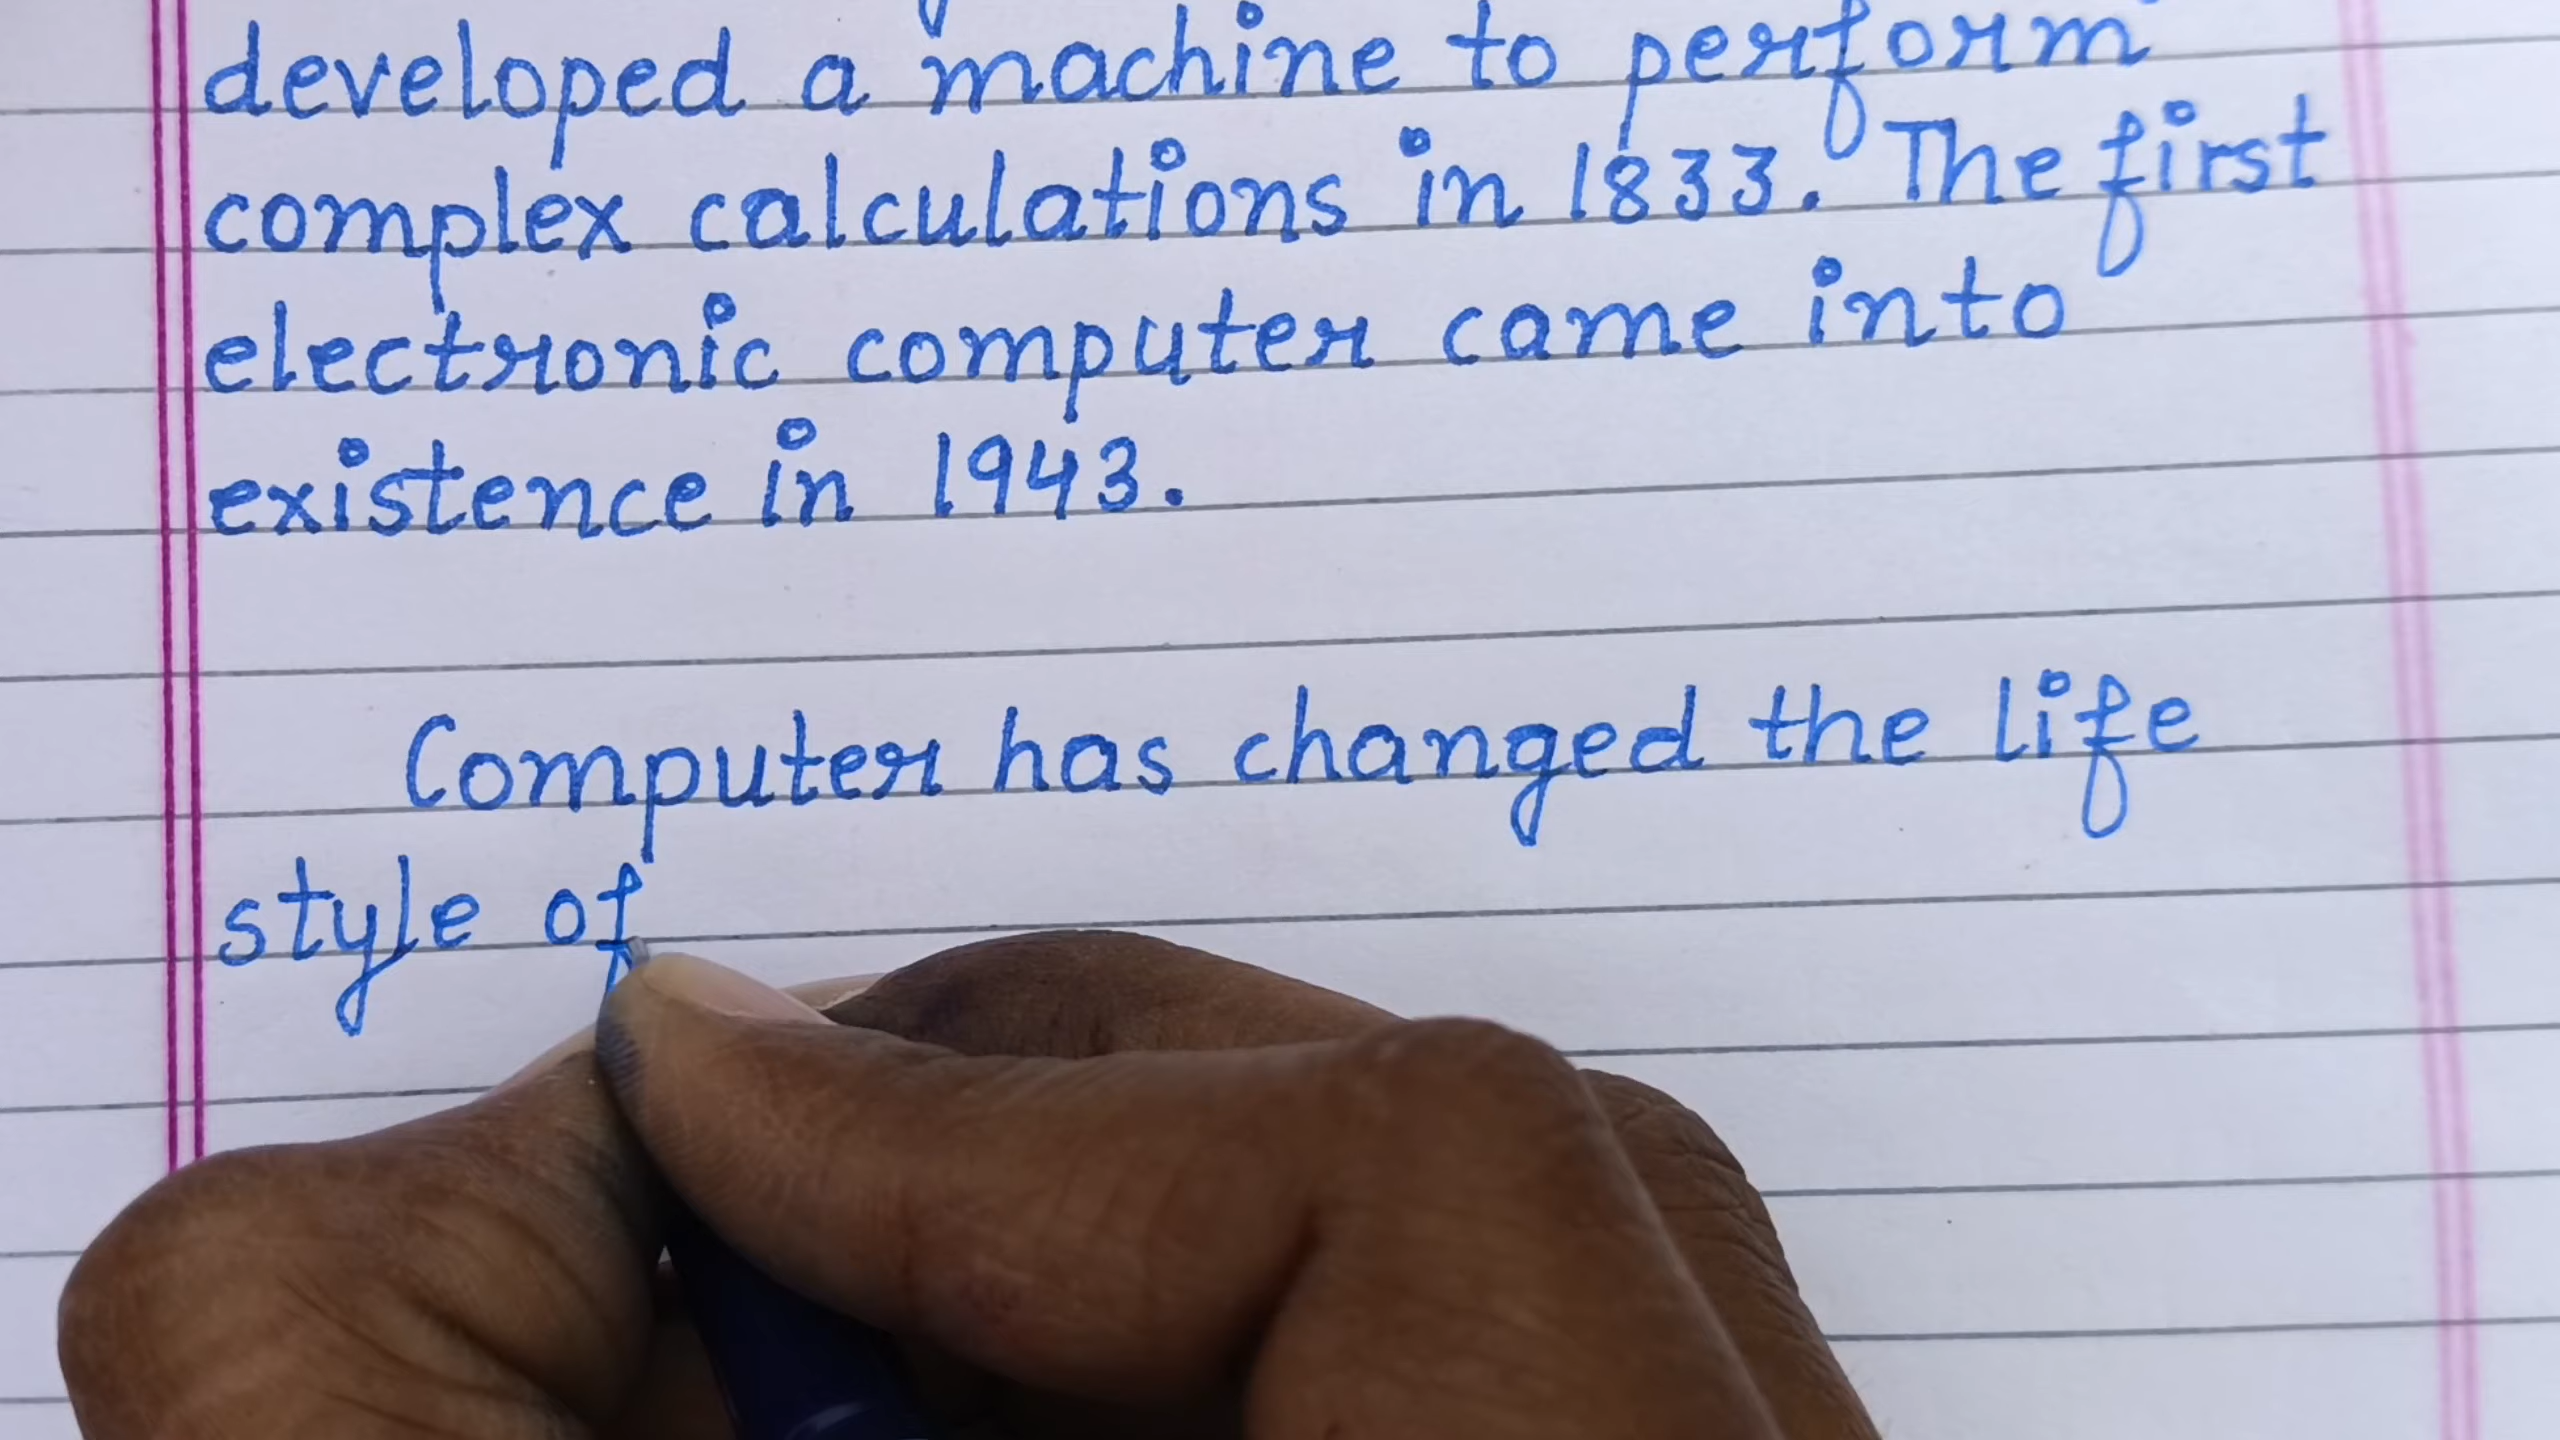 developed a machine to perform
complex calculations in 1833. The first
electronic computer came into
existence in 1943.
Computer has changed the life
style of